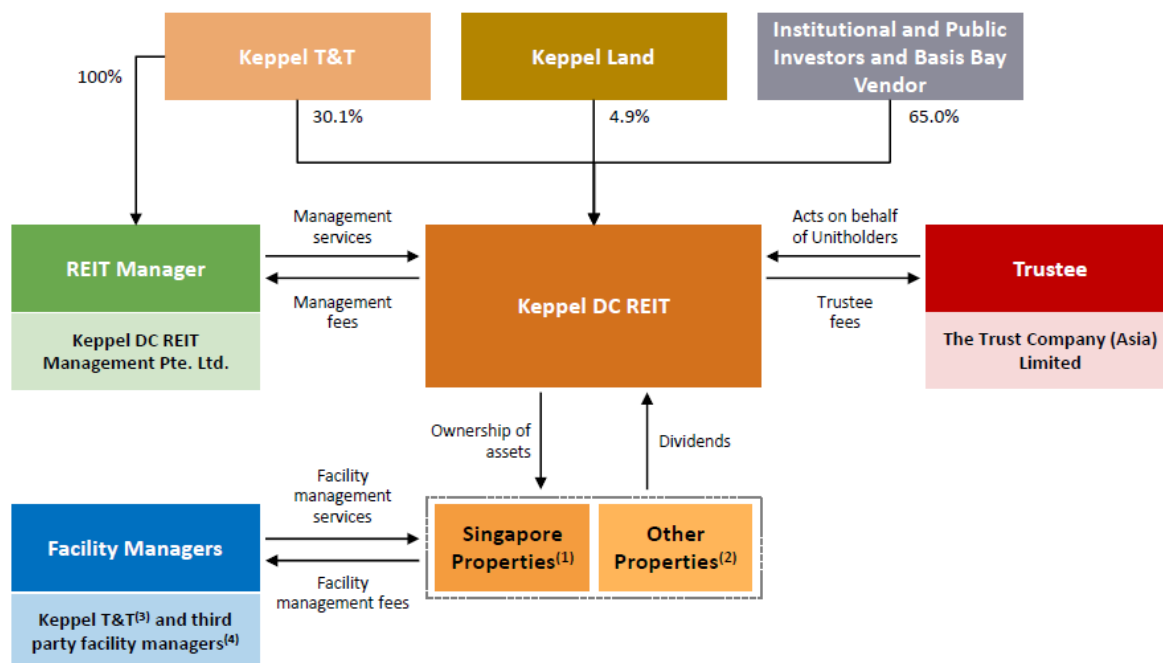 Keppel T&T
Keppel Land
Institutional and Public
Investors and Basis Bay
Vendor
100%
30.1%
4.9%
65.0%
REIT Manager
Keppel DC REIT
Management Pte. Ltd.
Management
services
Management
fees
Keppel DC REIT
Acts on behalf
of Unitholders
Trustee
fees
Trustee
The Trust Company (Asia)
Limited
Ownership of
assets
Dividends
Facility Managers
Keppel T&T(3) and third
party facility managers(4)
Facility
management
services
Facility
management fees
Singapore
Properties(1)
Other
Properties(2)